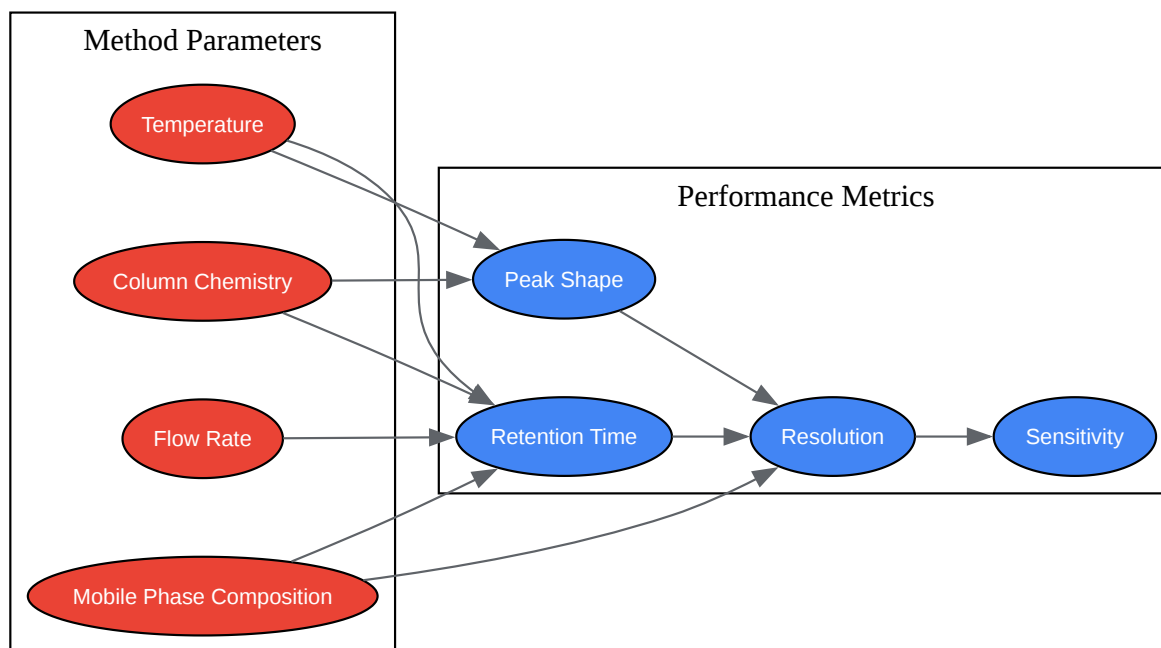 Method Parameters
Temperature
Column Chemistry
Flow Rate
Mobile Phase Composition
Performance Metrics
Peak Shape
Retention Time
Resolution
Sensitivity